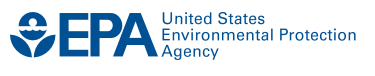 EPA United States
Environmental Protection
Agency